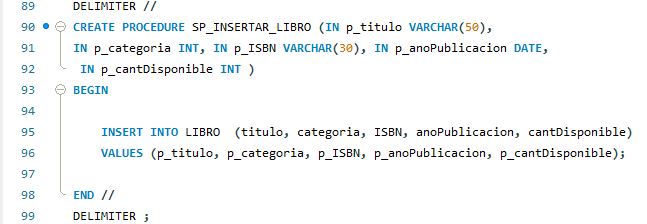 89 DELIMITER //
90 CREATE PROCEDURE SP_INSERTAR_LIBRO (IN p_titulo VARCHAR(50),
91 IN p_categoria INT, IN p_ISBN VARCHAR(30), IN p_anoPublicacion DATE,
92 IN p_cantDisponible INT )
93 BEGIN
94
95 INSERT INTO LIBRO (titulo, categoria, ISBN, anoPublicacion, cantDisponible)
96 VALUES (p_titulo, p_categoria, p_ISBN, p_anoPublicacion, p_cantDisponible);
97
98 END //
99 DELIMITER ;